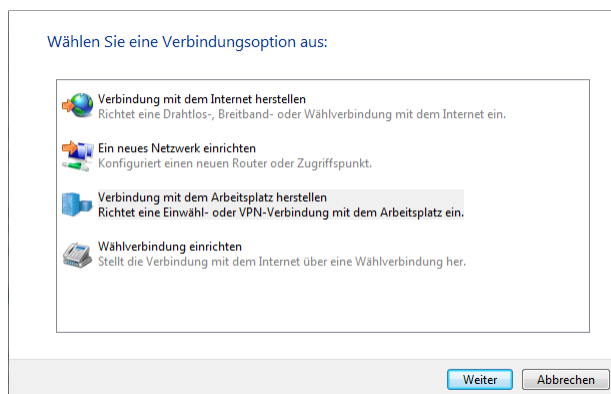 Wählen Sie eine Verbindungsoption aus:
Verbindung mit dem Internet herstellen
Richtet eine Drahtlos-, Breitband- oder Wählverbindung mit dem Internet ein.
Ein neues Netzwerk einrichten
Konfiguriert einen neuen Router oder Zugriffspunkt.
Verbindung mit dem Arbeitsplatz herstellen
Richtet eine Einwähl- oder VPN-Verbindung mit dem Arbeitsplatz ein.
Wählverbindung einrichten
Stellt die Verbindung mit dem Internet über eine Wählverbindung her.
Weiter
Abbrechen